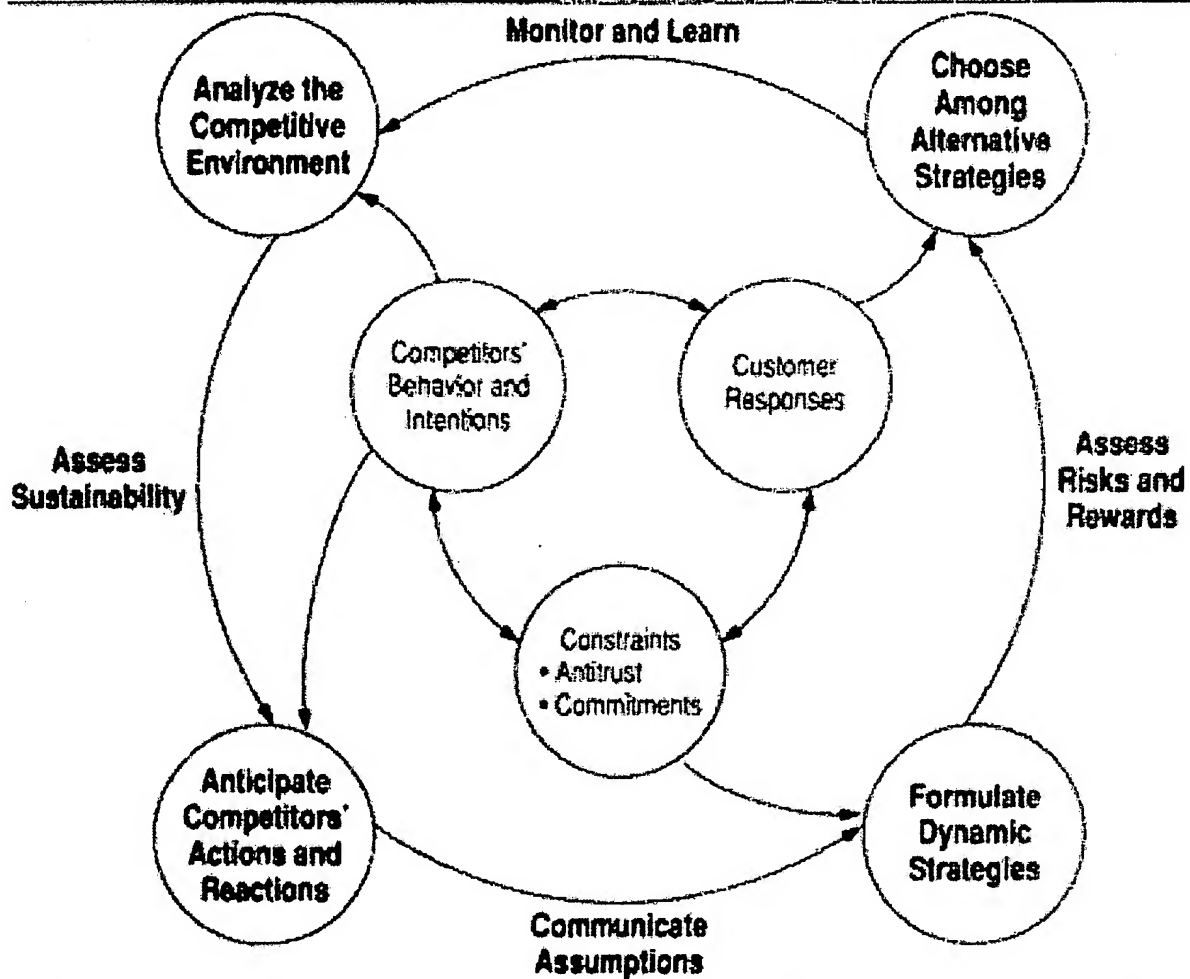 Monitor and Learn
Analyze the
Competitive
Environment
Choose
Among
Alternative
Strategies
Competitors'
Behavior and
Intentions
Customer
Responses
Assess
Sustainability
Assess
Risks and
Rewards
Constraints
• Antitrust
• Commitments
Anticipate
Competitors'
Actions and
Reactions
Formulate
Dynamic
Strategies
Communicate
Assumptions